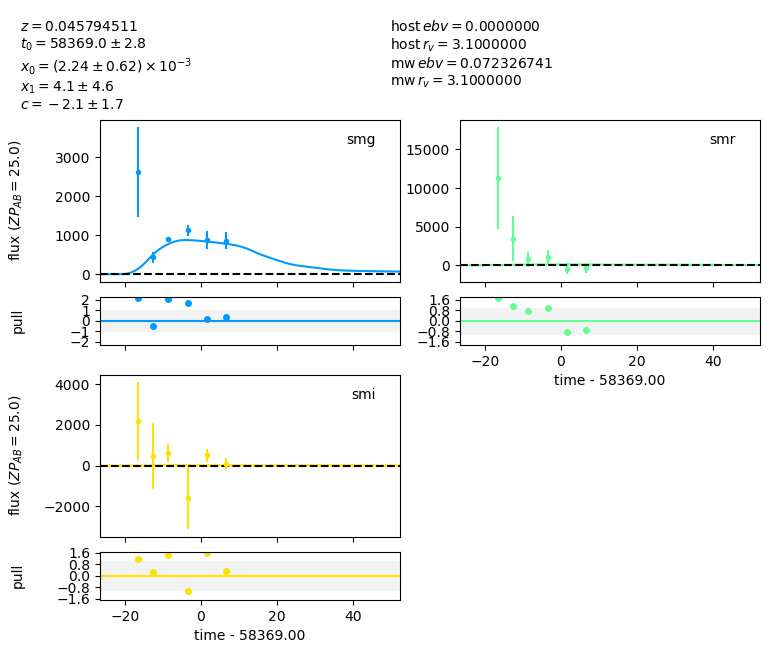 z = 0.045794511
t₀ = 58369.0 ± 2.8
x₀ = (2.24 ± 0.62) × 10⁻³
x₁ = 4.1 ± 4.6
c = −2.1 ± 1.7
host ebv = 0.0000000
host r_v = 3.1000000
mw ebv = 0.072326741
mw r_v = 3.1000000
flux (ZP_AB = 25.0)
3000
2000
1000
0
smg
15000
10000
5000
0
smr
pull
2
1
0
−1
−2
1.6
0.8
0.0
−0.8
−1.6
−20
0
20
40
time - 58369.00
flux (ZP_AB = 25.0)
4000
2000
0
−2000
smi
pull
1.6
0.8
0.0
−0.8
−1.6
−20
0
20
40
time - 58369.00